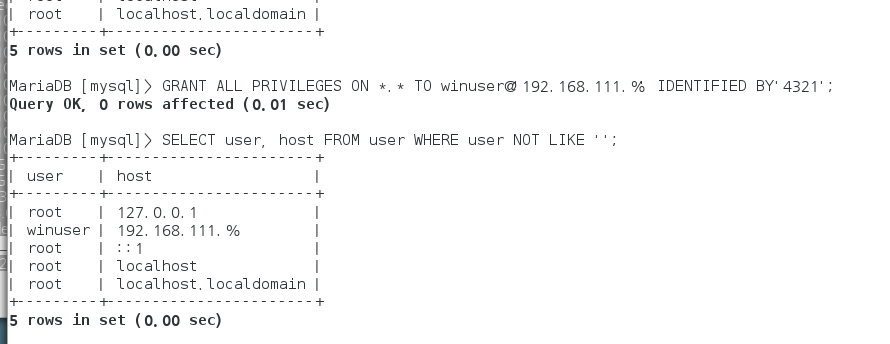 | root    | localhost.localdomain |
+---------+-----------------------+
5 rows in set (0.00 sec)
MariaDB [mysql]> GRANT ALL PRIVILEGES ON *.* TO winuser@192.168.111.% IDENTIFIED BY'4321';
Query OK, 0 rows affected (0.01 sec)
MariaDB [mysql]> SELECT user, host FROM user WHERE user NOT LIKE '';
+---------+-----------------------+
| user    | host                  |
+---------+-----------------------+
| root    | 127.0.0.1             |
| winuser | 192.168.111.%         |
| root    | ::1                   |
| root    | localhost             |
| root    | localhost.localdomain |
+---------+-----------------------+
5 rows in set (0.00 sec)